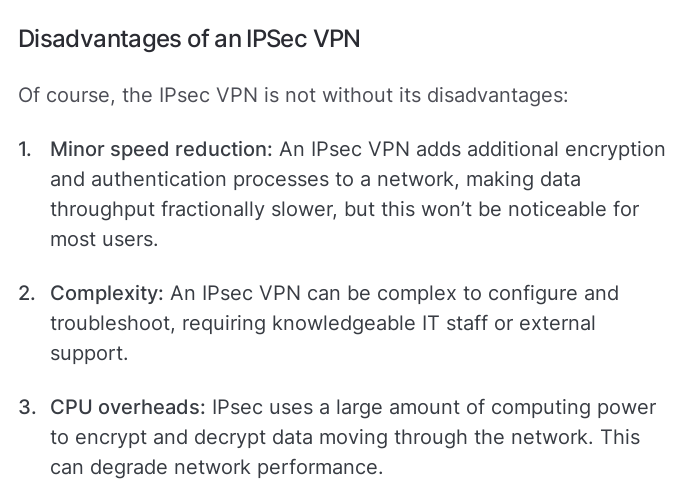 Disadvantages of an IPSec VPN
Of course, the IPsec VPN is not without its disadvantages:
1. Minor speed reduction: An IPsec VPN adds additional encryption
and authentication processes to a network, making data
throughput fractionally slower, but this won’t be noticeable for
most users.
2. Complexity: An IPsec VPN can be complex to configure and
troubleshoot, requiring knowledgeable IT staff or external
support.
3. CPU overheads: IPsec uses a large amount of computing power
to encrypt and decrypt data moving through the network. This
can degrade network performance.